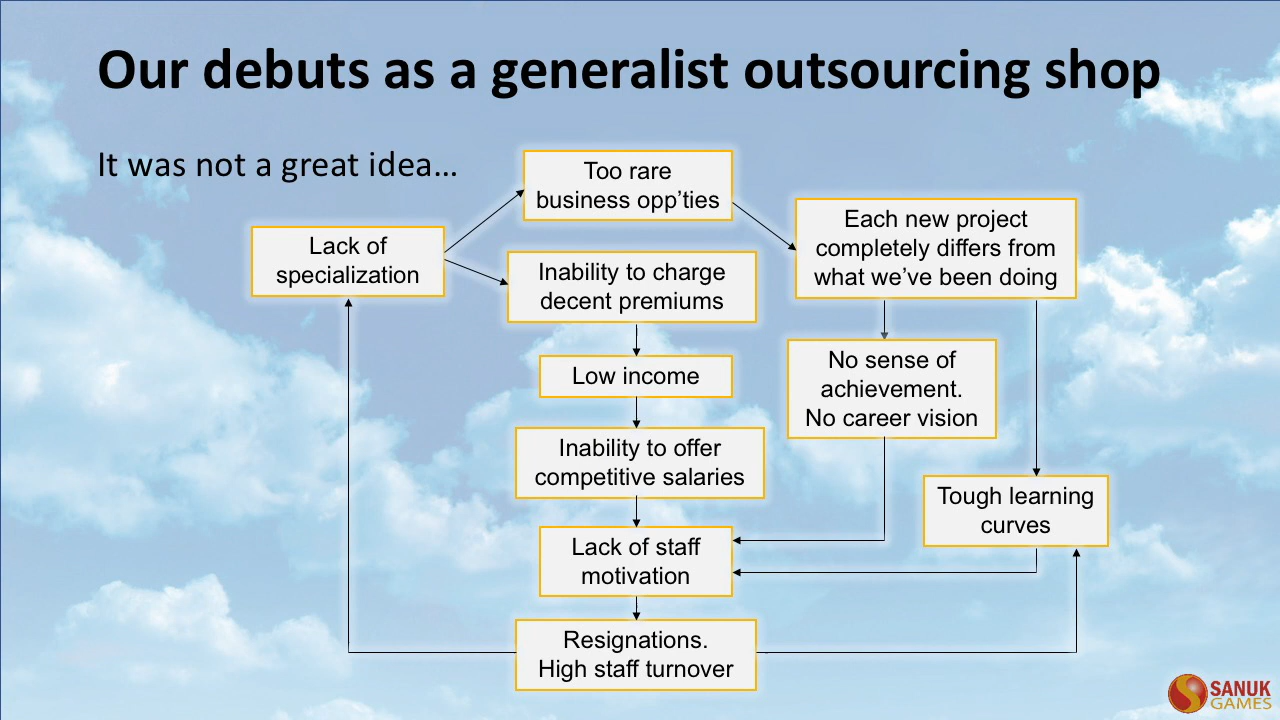 Our debuts as a generalist outsourcing shop
It was not a great idea…
Too rare
business opp’ties
Lack of
specialization
Each new project
completely differs from
what we’ve been doing
Inability to charge
decent premiums
Low income
No sense of
achievement.
No career vision
Inability to offer
competitive salaries
Tough learning
curves
Lack of staff
motivation
Resignations.
High staff turnover
SANUK
GAMES